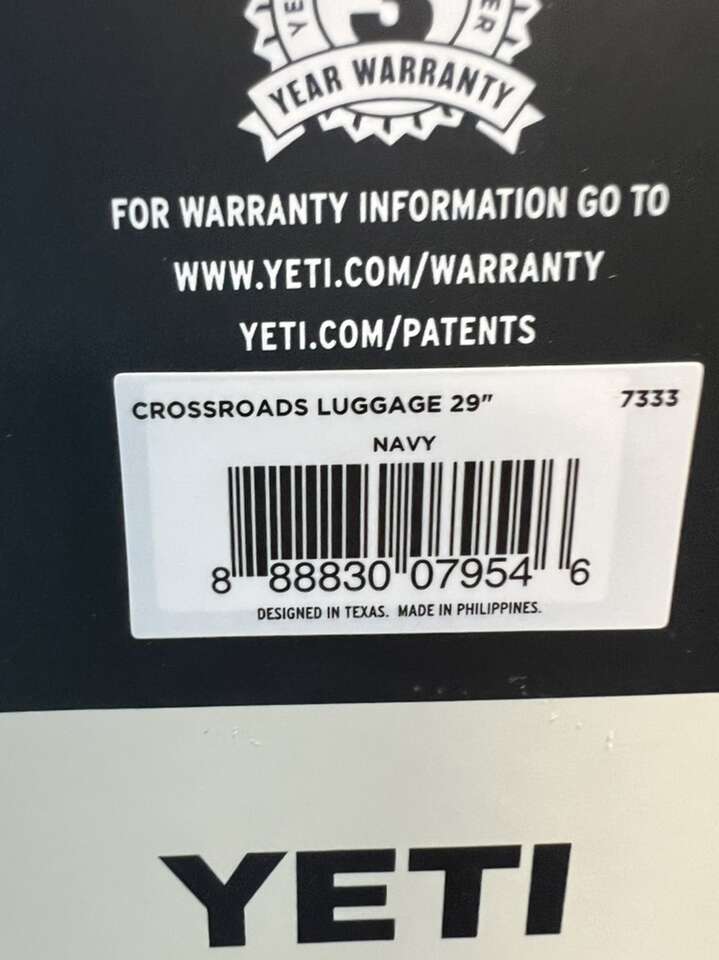 YEAR WARRANTY
FOR WARRANTY INFORMATION GO TO
WWW.YETI.COM/WARRANTY
YETI.COM/PATENTS
CROSSROADS LUGGAGE 29" 7333
NAVY
8 88830 07954 6
DESIGNED IN TEXAS. MADE IN PHILIPPINES.
YETI